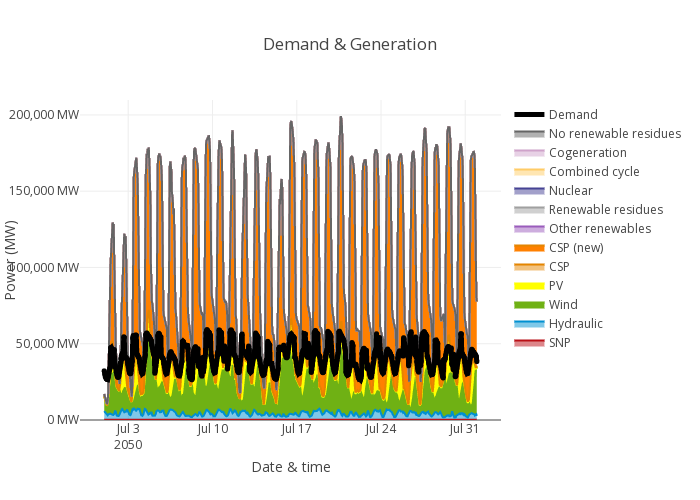 Demand & Generation
200,000 MW
150,000 MW
100,000 MW
50,000 MW
0 MW
Power (MW)
Jul 3
2050
Jul 10
Jul 17
Jul 24
Jul 31
Date & time
Demand
No renewable residues
Cogeneration
Combined cycle
Nuclear
Renewable residues
Other renewables
CSP (new)
CSP
PV
Wind
Hydraulic
SNP